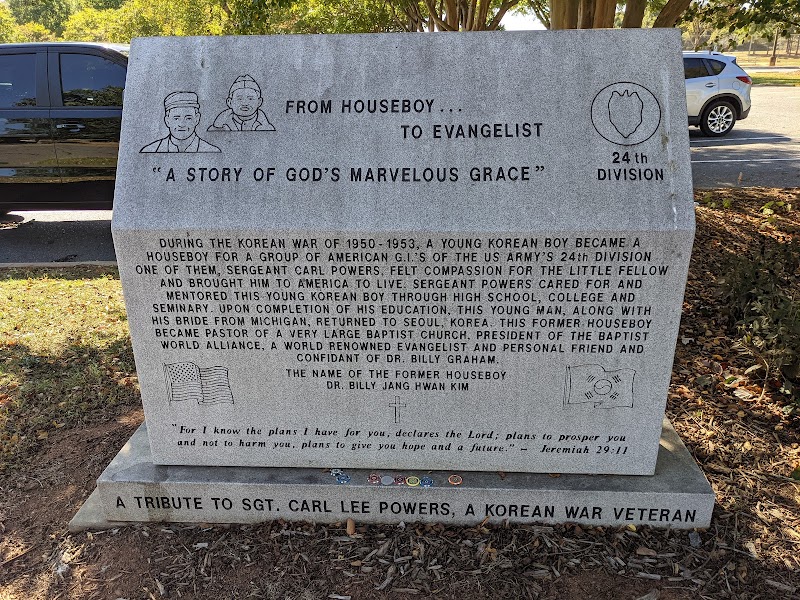 FROM HOUSEBOY...
TO EVANGELIST
"A STORY OF GOD'S MARVELOUS GRACE"
24th
DIVISION
DURING THE KOREAN WAR OF 1950-1953, A YOUNG KOREAN BOY BECAME A
HOUSEBOY FOR A GROUP OF AMERICAN G.I.'S OF THE US ARMY'S 24th DIVISION
ONE OF THEM, SERGEANT CARL POWERS, FELT COMPASSION FOR THE LITTLE FELLOW
AND BROUGHT HIM TO AMERICA TO LIVE. SERGEANT POWERS CARED FOR AND
MENTORED THIS YOUNG KOREAN BOY THROUGH HIGH SCHOOL, COLLEGE AND
SEMINARY. UPON COMPLETION OF HIS EDUCATION, THIS YOUNG MAN, ALONG WITH
HIS BRIDE FROM MICHIGAN, RETURNED TO SEOUL, KOREA. THIS FORMER HOUSEBOY
BECAME PASTOR OF A VERY LARGE BAPTIST CHURCH, PRESIDENT OF THE BAPTIST
WORLD ALLIANCE, A WORLD RENOWNED EVANGELIST AND PERSONAL FRIEND AND
CONFIDANT OF DR. BILLY GRAHAM.
THE NAME OF THE FORMER HOUSEBOY
DR. BILLY JANG HWAN KIM
"For I know the plans I have for you, declares the Lord; plans to prosper you
and not to harm you, plans to give you hope and a future." - Jeremiah 29:11
A TRIBUTE TO SGT. CARL LEE POWERS, A KOREAN WAR VETERAN